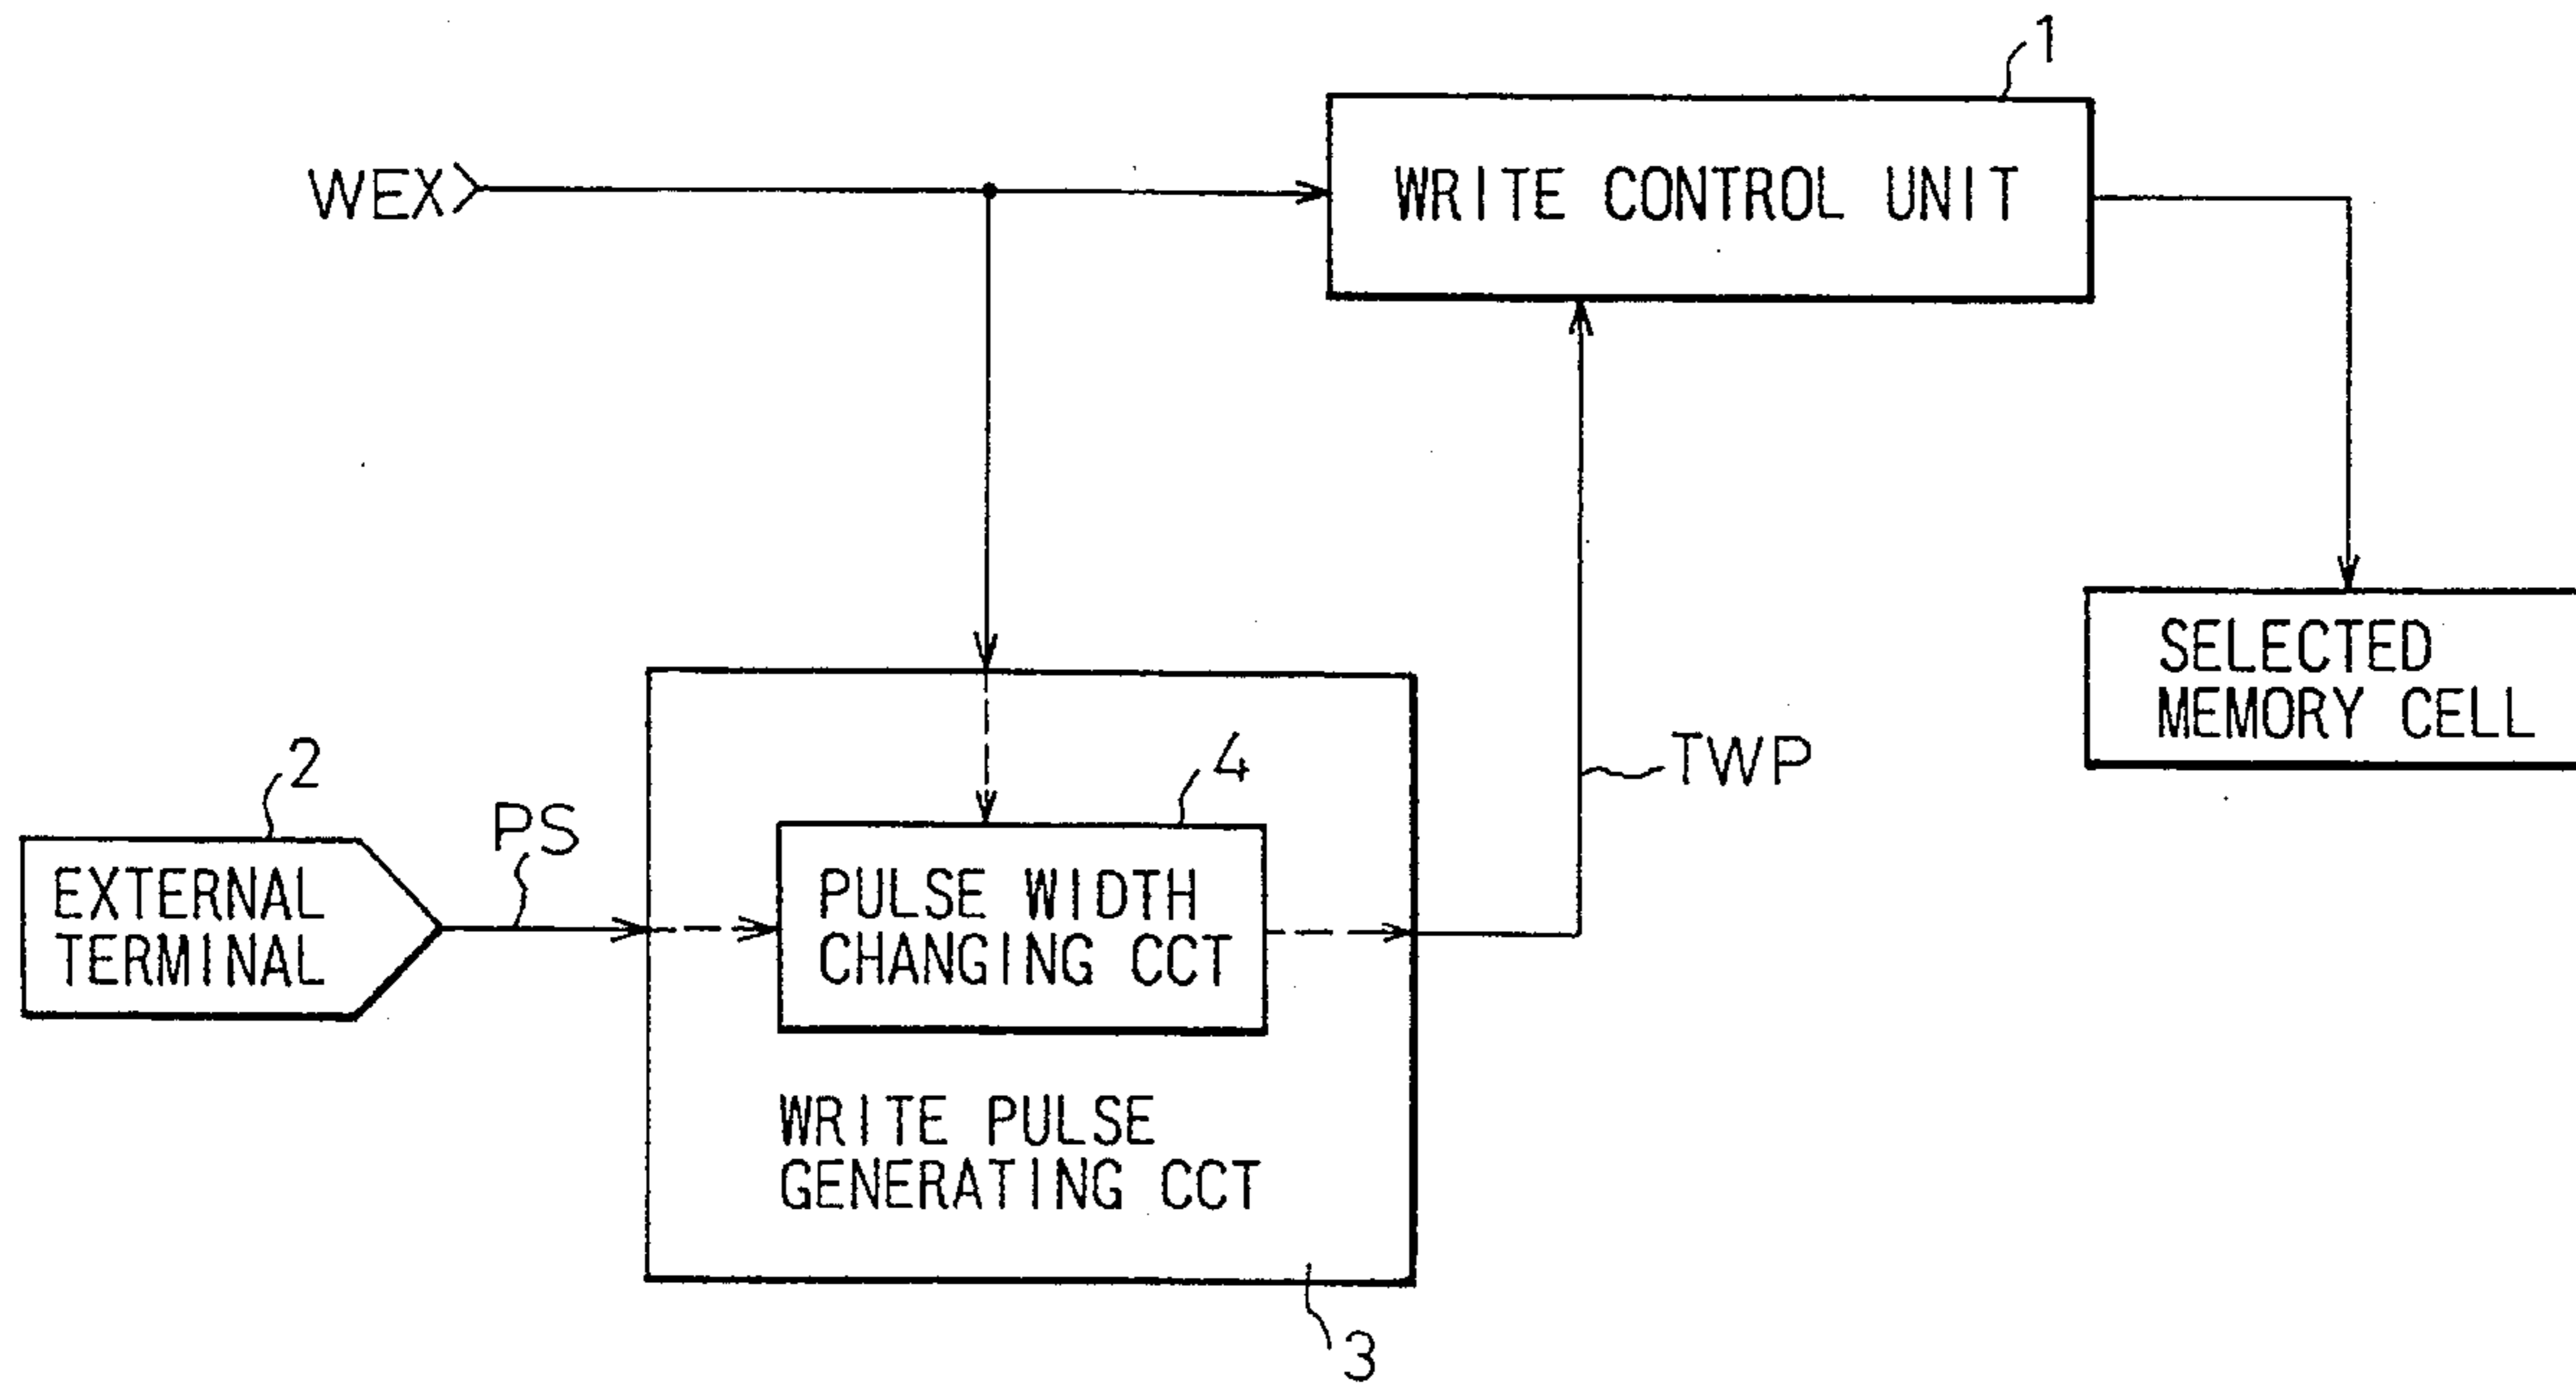 1
WEX
WRITE CONTROL UNIT
SELECTED
MEMORY CELL
2
PS
4
TWP
EXTERNAL
TERMINAL
PULSE WIDTH
CHANGING CCT
WRITE PULSE
GENERATING CCT
3